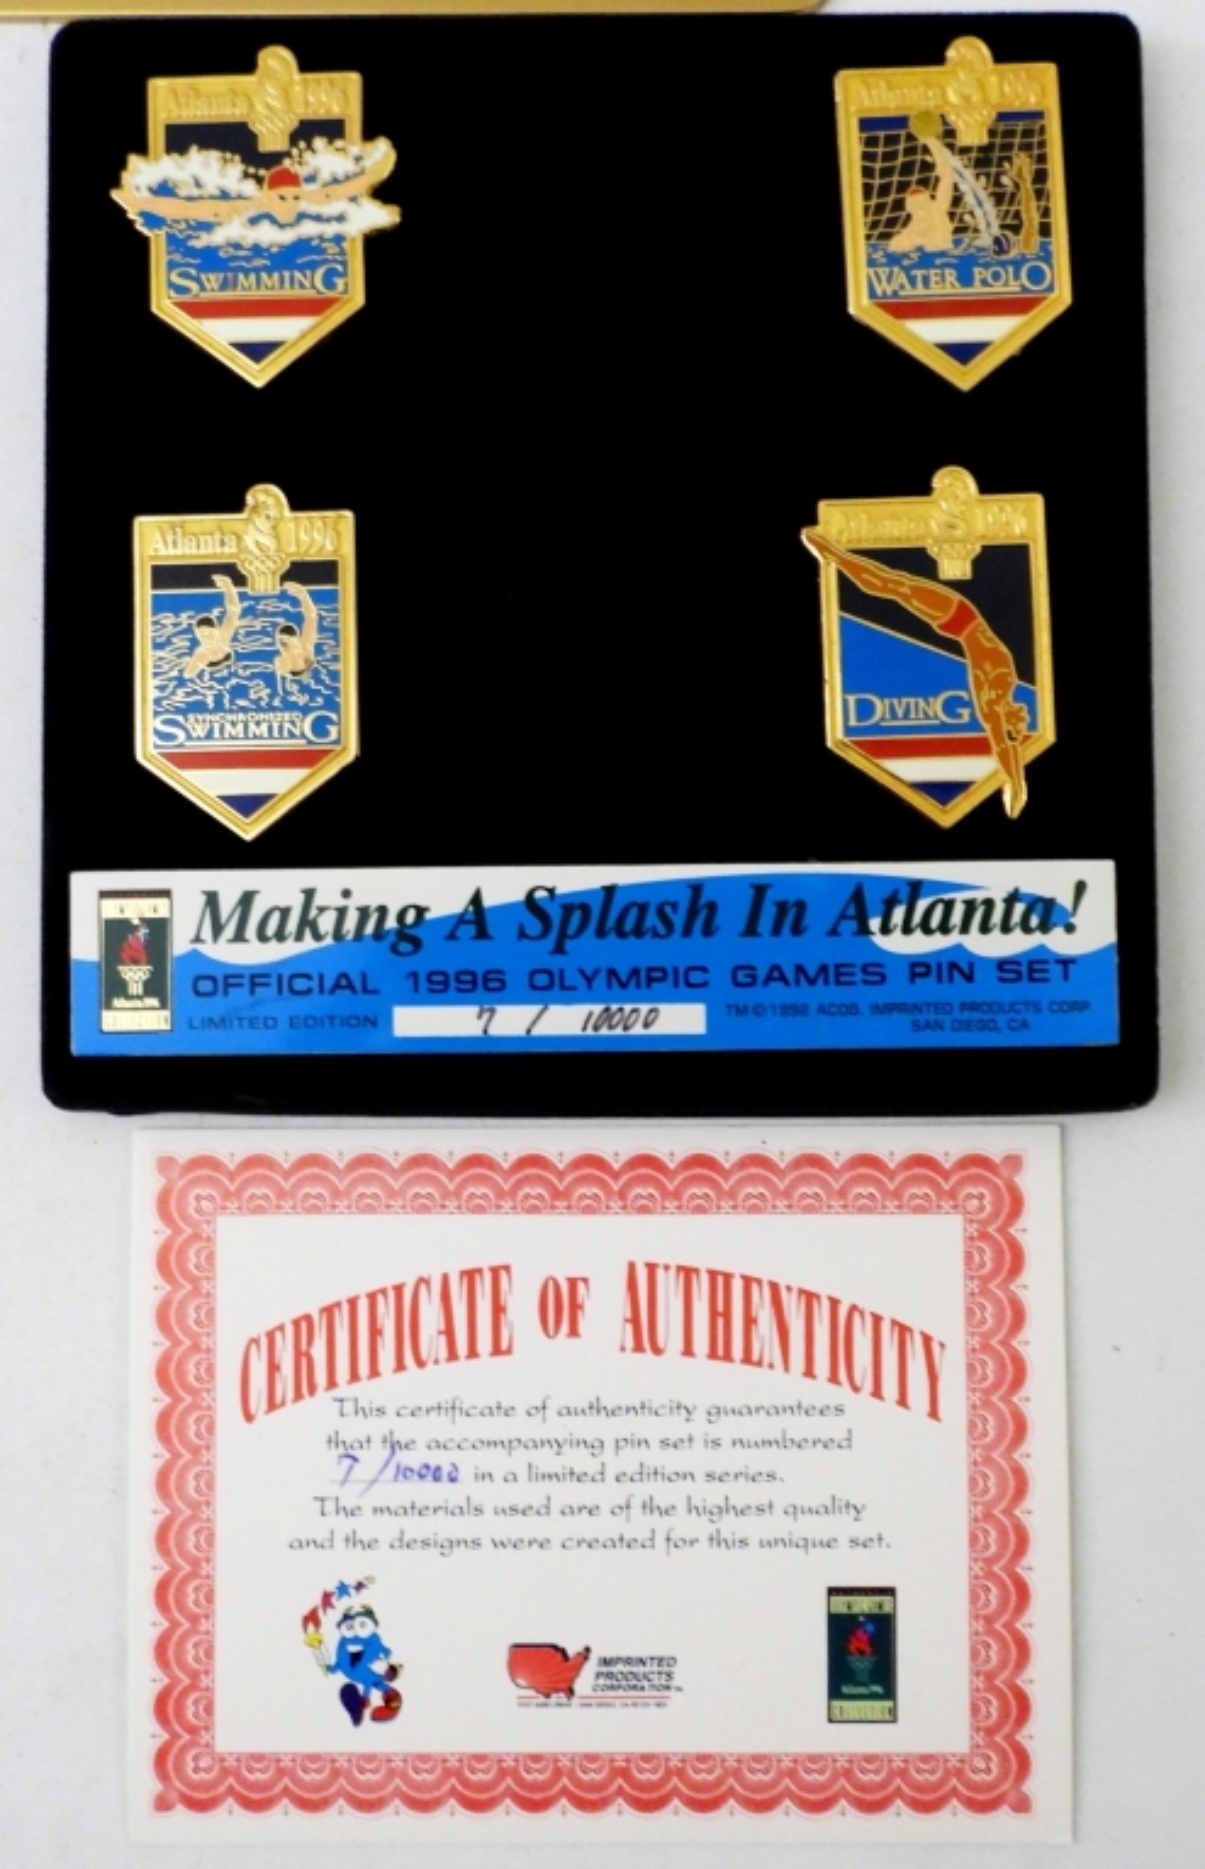 Atlanta 1996
SWIMMING
Atlanta 1996
WATER POLO
Atlanta 1996
SYNCHRONIZED
SWIMMING
Atlanta 1996
DIVING
Making A Splash In Atlanta!
OFFICIAL 1996 OLYMPIC GAMES PIN SET
LIMITED EDITION 7 / 10000
TM © 1992 ACOG. IMPRINTED PRODUCTS CORP
SAN DIEGO, CA
Atlanta 1996
CERTIFICATE OF AUTHENTICITY
This certificate of authenticity guarantees
that the accompanying pin set is numbered
7/10000 in a limited edition series.
The materials used are of the highest quality
and the designs were created for this unique set.
IMPRINTED
PRODUCTS
CORPORATION
Atlanta 1996